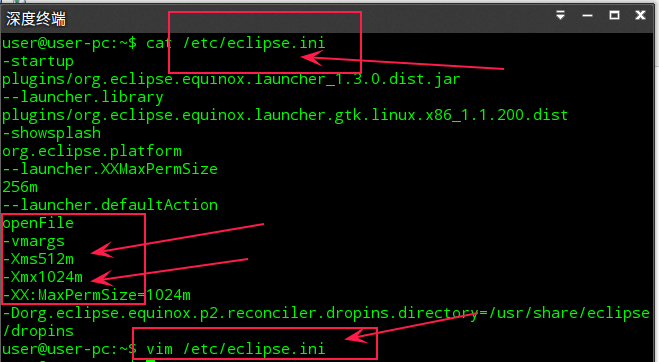 深度终端
user@user-pc:~$ cat /etc/eclipse.ini
-startup
plugins/org.eclipse.equinox.launcher_1.3.0.dist.jar
--launcher.library
plugins/org.eclipse.equinox.launcher.gtk.linux.x86_1.1.200.dist
-showsplash
org.eclipse.platform
--launcher.XXMaxPermSize
256m
--launcher.defaultAction
openFile
-vmargs
-Xms512m
-Xmx1024m
-XX:MaxPermSize=1024m
-Dorg.eclipse.equinox.p2.reconciler.dropins.directory=/usr/share/eclipse
/dropins
user@user-pc:~$ vim /etc/eclipse.ini